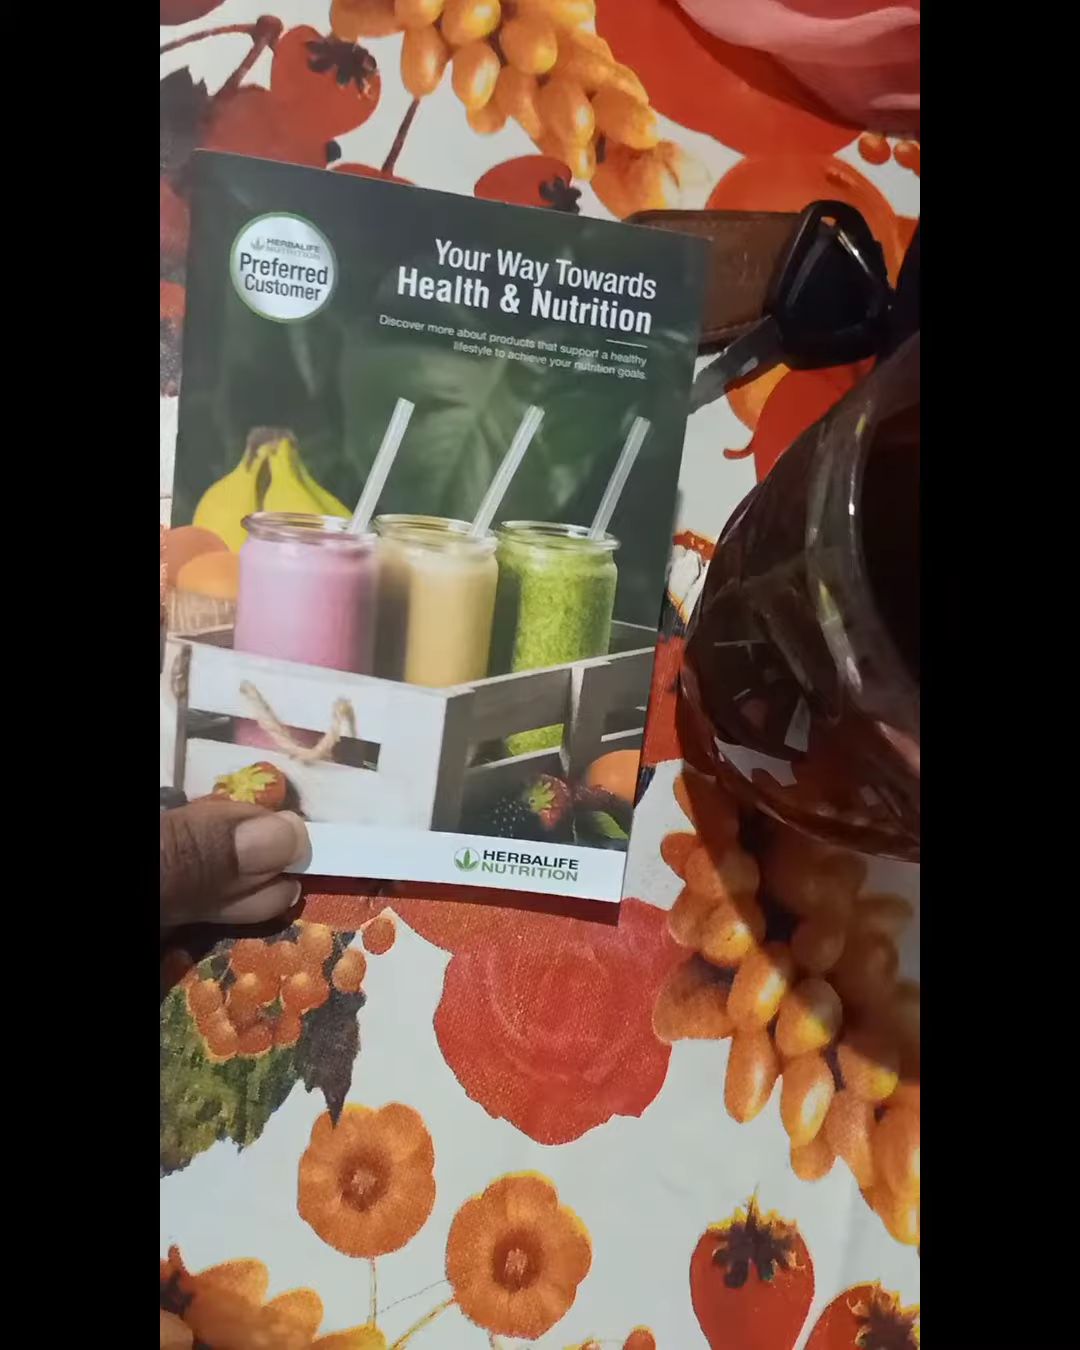 HERBALIFE
NUTRITION
Preferred
Customer
Your Way Towards
Health & Nutrition
Discover more about products that support a healthy
lifestyle to achieve your nutrition goals.
HERBALIFE
NUTRITION